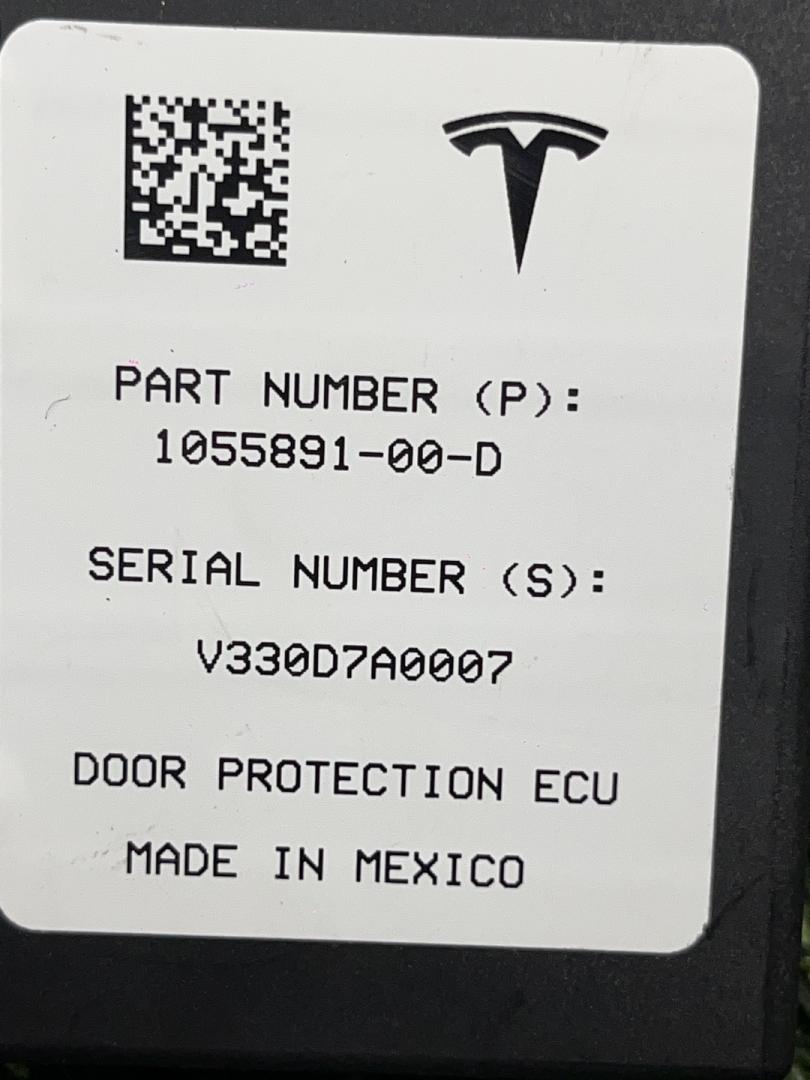 PART NUMBER (P):
1055891-00-D
SERIAL NUMBER (S):
V330D7A0007
DOOR PROTECTION ECU
MADE IN MEXICO